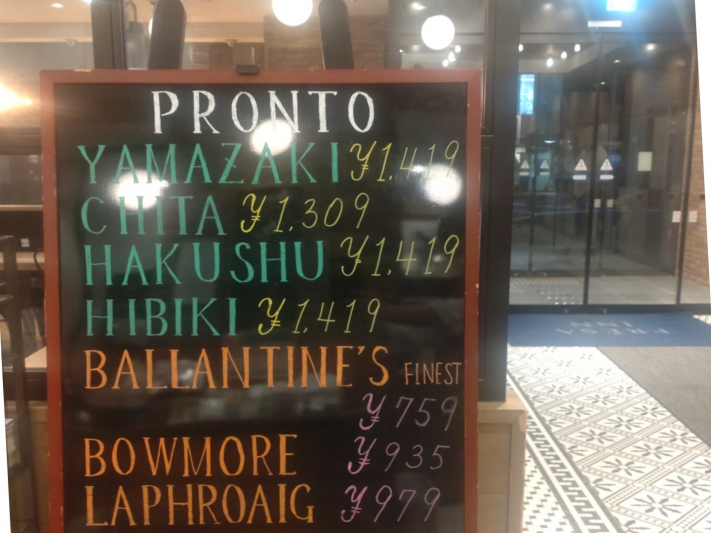 PRONTO
YAMAZAKI ¥1.419
CHITA ¥1.309
HAKUSHU ¥1.419
HIBIKI ¥1.419
BALLANTINE'S FINEST
¥759
BOWMORE ¥935
LAPHROAIG ¥979
INN